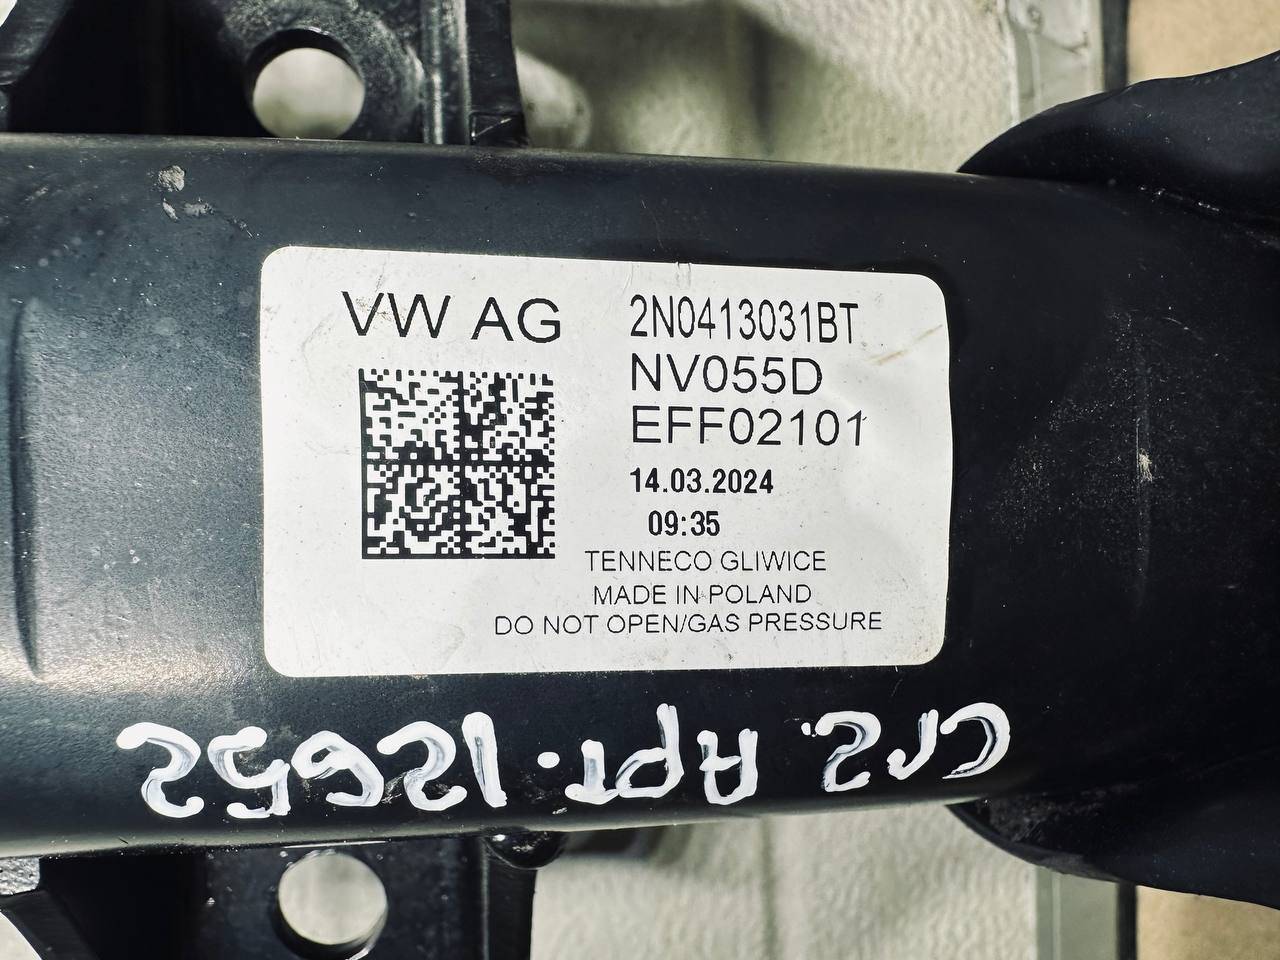 VW AG
2N0413031BT
NV055D
EFF02101
14.03.2024
09:35
TENNECO GLIWICE
MADE IN POLAND
DO NOT OPEN/GAS PRESSURE
Арт. 12652